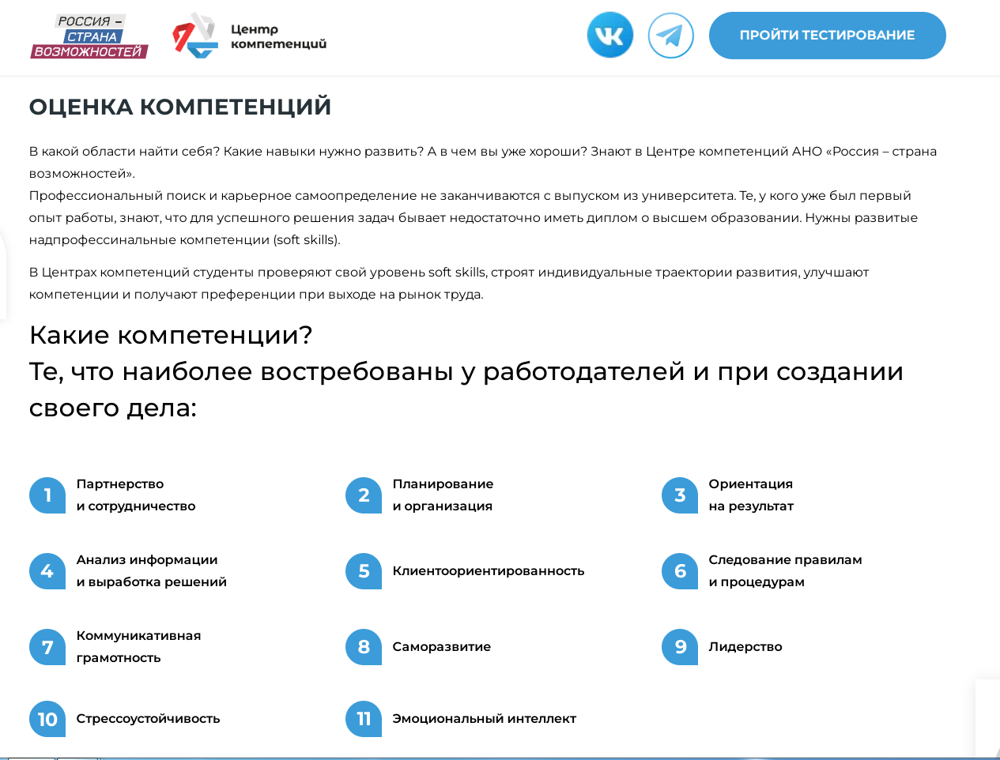 РОССИЯ –
СТРАНА
ВОЗМОЖНОСТЕЙ
Центр
компетенций
ПРОЙТИ ТЕСТИРОВАНИЕ
ОЦЕНКА КОМПЕТЕНЦИЙ
В какой области найти себя? Какие навыки нужно развить? А в чем вы уже хороши? Знают в Центре компетенций АНО «Россия – страна
возможностей».
Профессиональный поиск и карьерное самоопределение не заканчиваются с выпуском из университета. Те, у кого уже был первый
опыт работы, знают, что для успешного решения задач бывает недостаточно иметь диплом о высшем образовании. Нужны развитые
надпрофессинальные компетенции (soft skills).
В Центрах компетенций студенты проверяют свой уровень soft skills, строят индивидуальные траектории развития, улучшают
компетенции и получают преференции при выходе на рынок труда.
Какие компетенции?
Те, что наиболее востребованы у работодателей и при создании
своего дела:
1 Партнерство
и сотрудничество
2 Планирование
и организация
3 Ориентация
на результат
4 Анализ информации
и выработка решений
5 Клиентоориентированность
6 Следование правилам
и процедурам
7 Коммуникативная
грамотность
8 Саморазвитие
9 Лидерство
10 Стрессоустойчивость
11 Эмоциональный интеллект